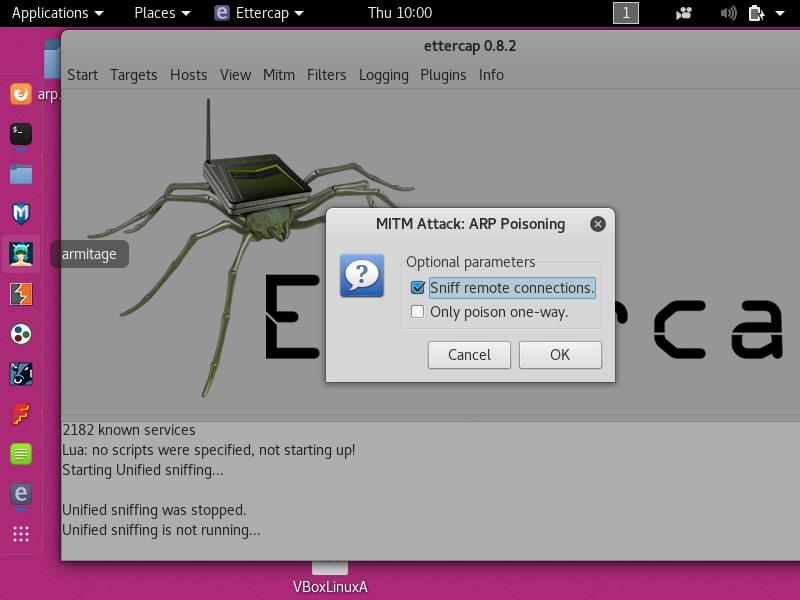 Applications Places Ettercap Thu 10:00 1
ettercap 0.8.2
Start Targets Hosts View Mitm Filters Logging Plugins Info
arp.
armitage
MITM Attack: ARP Poisoning
Optional parameters
Sniff remote connections.
Only poison one-way.
Cancel OK
E rca
2182 known services
Lua: no scripts were specified, not starting up!
Starting Unified sniffing...
Unified sniffing was stopped.
Unified sniffing is not running...
VBoxLinuxA